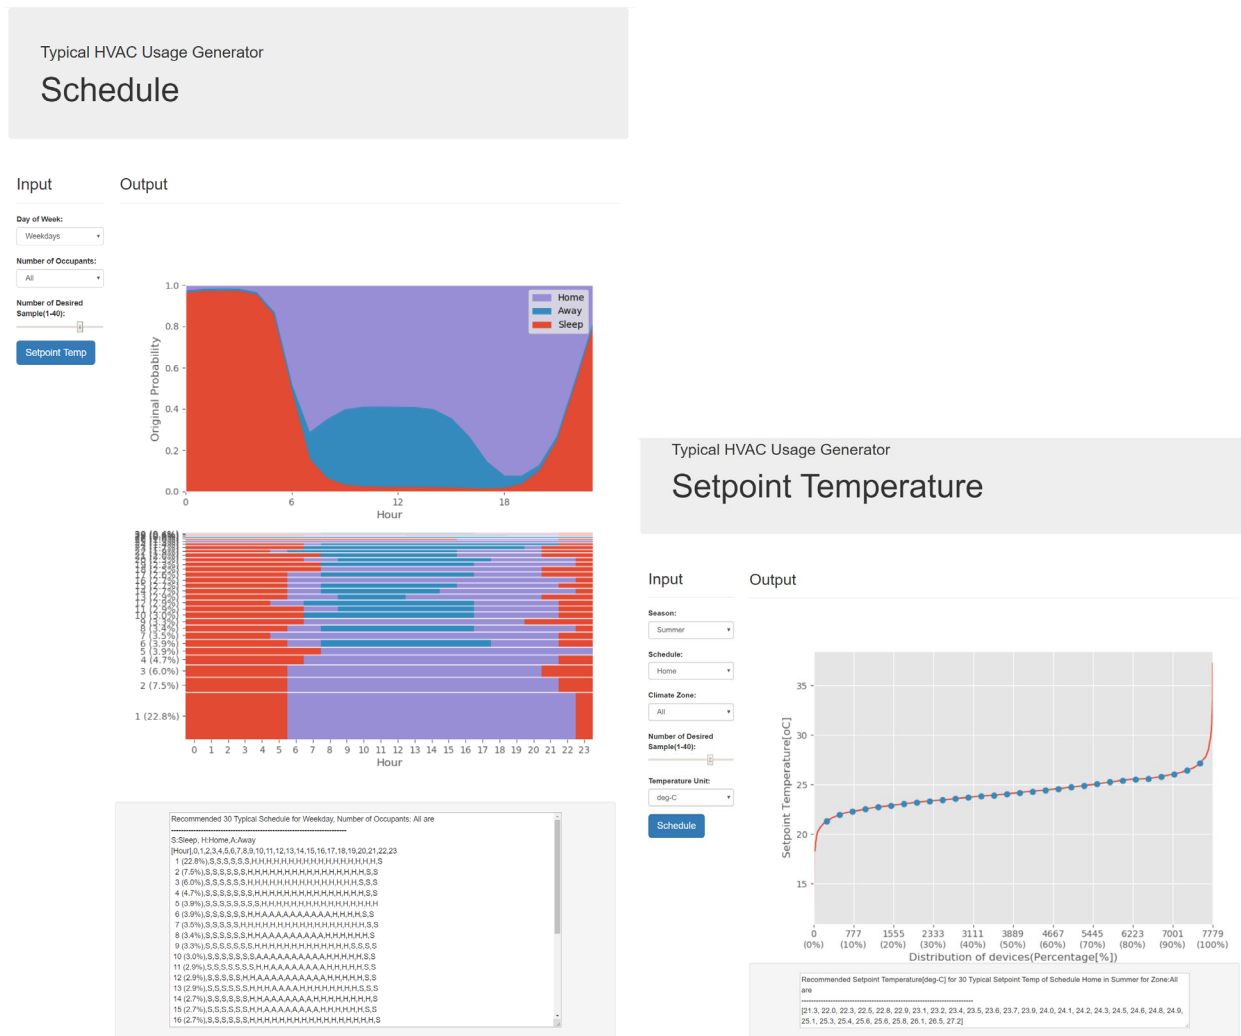 Typical HVAC Usage Generator
Schedule
Input
Output
Day of Week:
Weekdays
Number of Occupants:
All
Number of Desired
Sample(1-40):
Setpoint Temp
Home
Away
Sleep
Original Probability
1.0
0.8
0.6
0.4
0.2
0.0
0 6 12 18
Hour
13 (2.9%)
12 (2.9%)
11 (2.9%)
10 (3.0%)
9 (3.3%)
8 (3.4%)
7 (3.5%)
6 (3.9%)
5 (3.9%)
4 (4.7%)
3 (6.0%)
2 (7.5%)
1 (22.8%)
0 1 2 3 4 5 6 7 8 9 10 11 12 13 14 15 16 17 18 19 20 21 22 23
Hour
Recommended 30 Typical Schedule for Weekday, Number of Occupants: All are
S:Sleep, H:Home,A:Away
[Hour],0,1,2,3,4,5,6,7,8,9,10,11,12,13,14,15,16,17,18,19,20,21,22,23
1 (22.8%),S,S,S,S,S,S,H,H,H,H,H,H,H,H,H,H,H,H,H,H,H,H,H,S
2 (7.5%),S,S,S,S,S,S,H,H,H,H,H,H,H,H,H,H,H,H,H,H,H,H,S,S
3 (6.0%),S,S,S,S,S,S,H,H,H,H,H,H,H,H,H,H,H,H,H,H,H,S,S,S
4 (4.7%),S,S,S,S,S,S,S,H,H,H,H,H,H,H,H,H,H,H,H,H,H,H,S,S
5 (3.9%),S,S,S,S,S,S,S,S,H,H,H,H,H,H,H,H,H,H,H,H,H,H,H,H
6 (3.9%),S,S,S,S,S,S,H,H,A,A,A,A,A,A,A,A,A,A,H,H,H,H,S,S
7 (3.5%),S,S,S,S,S,H,H,H,H,H,H,H,H,H,H,H,H,H,H,H,H,H,S,S
8 (3.4%),S,S,S,S,S,S,H,H,A,A,A,A,A,A,A,A,A,H,H,H,H,H,H,S
9 (3.3%),S,S,S,S,S,S,S,H,H,H,H,H,H,H,H,H,H,H,H,H,S,S,S,S
10 (3.0%),S,S,S,S,S,S,S,A,A,A,A,A,A,A,A,A,A,H,H,H,H,H,S,S
11 (2.9%),S,S,S,S,S,S,S,H,H,A,A,A,A,A,A,A,A,H,H,H,H,H,S,S
12 (2.9%),S,S,S,S,S,H,H,A,A,A,A,A,A,A,A,A,A,H,H,H,H,H,S,S
13 (2.9%),S,S,S,S,S,S,H,H,H,A,A,A,A,H,H,H,H,H,H,H,H,S,S,S
14 (2.7%),S,S,S,S,S,S,H,H,A,A,A,A,A,A,A,H,H,H,H,H,H,H,H,S
15 (2.7%),S,S,S,S,S,S,H,H,A,A,A,A,A,A,A,A,H,H,H,H,H,H,S,S
16 (2.7%),S,S,S,S,S,S,H,H,H,H,H,H,H,H,H,H,H,H,H,H,H,H,H,S
Typical HVAC Usage Generator
Setpoint Temperature
Input
Output
Season:
Summer
Schedule:
Home
Climate Zone:
All
Number of Desired
Sample(1-40):
Temperature Unit:
deg-C
Schedule
Setpoint Temperature[oC]
35
30
25
20
15
0 777 1555 2333 3111 3889 4667 5445 6223 7001 7779
(0%) (10%) (20%) (30%) (40%) (50%) (60%) (70%) (80%) (90%) (100%)
Distribution of devices(Percentage[%])
Recommended Setpoint Temperature[deg-C] for 30 Typical Setpoint Temp of Schedule Home in Summer for Zone:All
are
[21.3, 22.0, 22.3, 22.5, 22.8, 22.9, 23.1, 23.2, 23.4, 23.5, 23.6, 23.7, 23.9, 24.0, 24.1, 24.2, 24.3, 24.5, 24.6, 24.8, 24.9,
25.1, 25.3, 25.4, 25.6, 25.6, 25.8, 26.1, 26.5, 27.2]